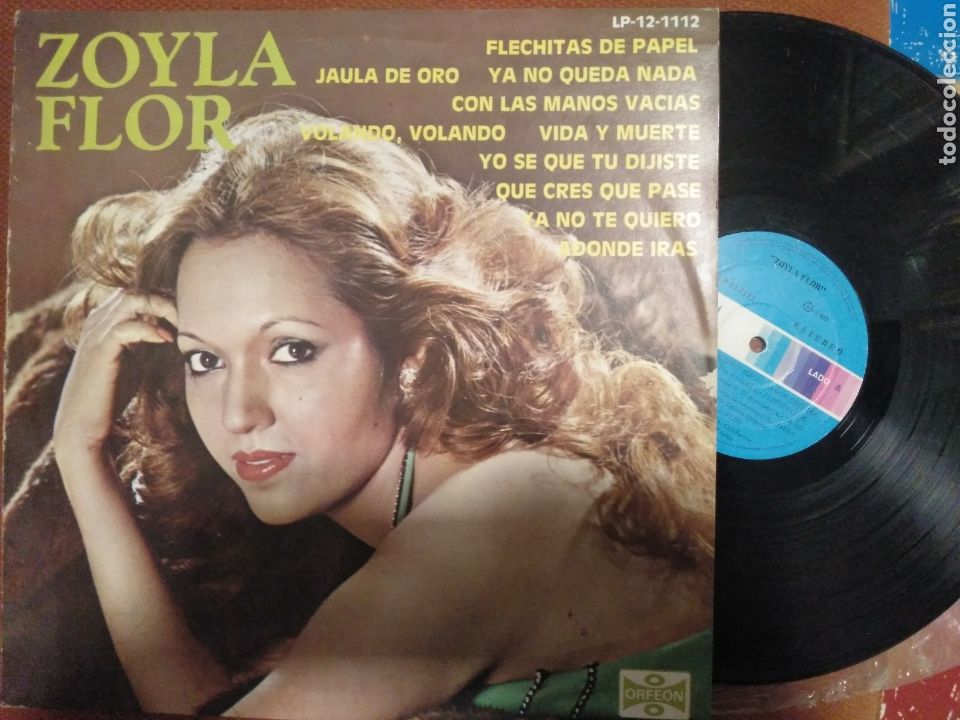 ZOYLA
FLOR
LP-12-1112
FLECHITAS DE PAPEL
JAULA DE ORO YA NO QUEDA NADA
CON LAS MANOS VACIAS
VOLANDO, VOLANDO VIDA Y MUERTE
YO SE QUE TU DIJISTE
QUE CRES QUE PASE
YA NO TE QUIERO
ADONDE IRAS
ORFEON
"ZOYLA FLOR"
ESTEREO
LADO A
todocoleccion